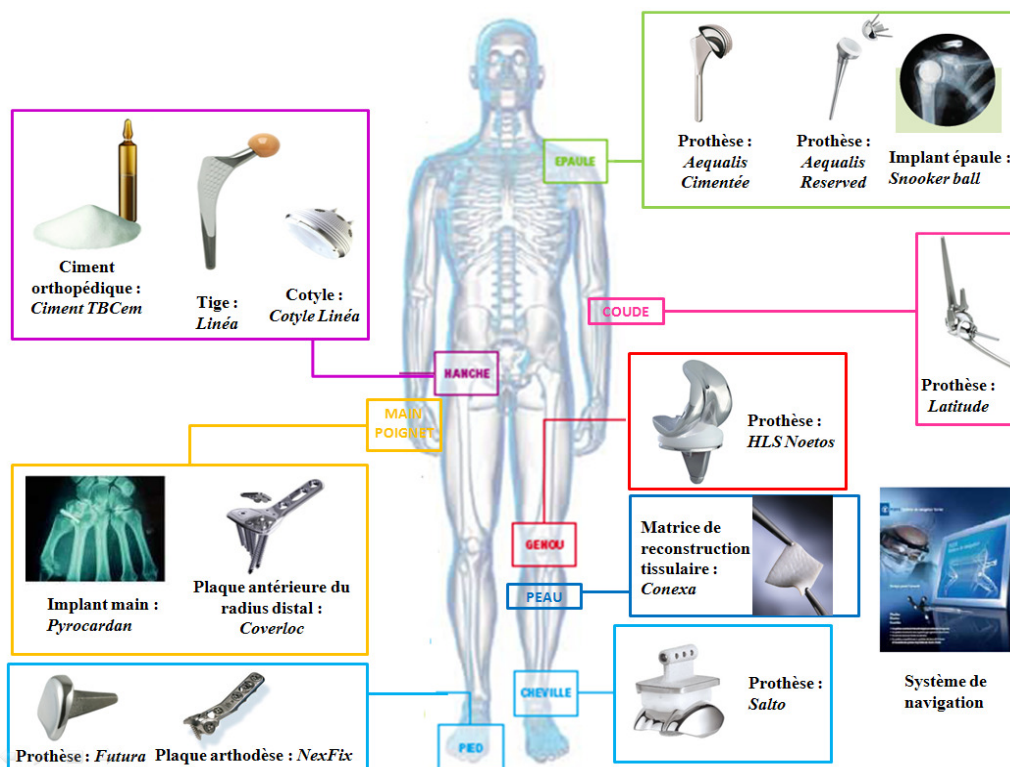 EPAULE
Prothèse :
Aequalis
Cimentée
Prothèse :
Aequalis
Reserved
Implant épaule :
Snooker ball
Ciment
orthopédique :
Ciment TBCem
Tige :
Linéa
Cotyle :
Cotyle Linéa
HANCHE
COUDE
Prothèse :
Latitude
MAIN
POIGNET
Implant main :
Pyrocardan
Plaque antérieure du
radius distal :
Coverloc
Prothèse :
HLS Noetos
GENOU
PEAU
Matrice de
reconstruction
tissulaire :
Conexa
Système de
navigation
CHEVILLE
Prothèse :
Salto
PIED
Prothèse : Futura
Plaque arthodèse : NexFix